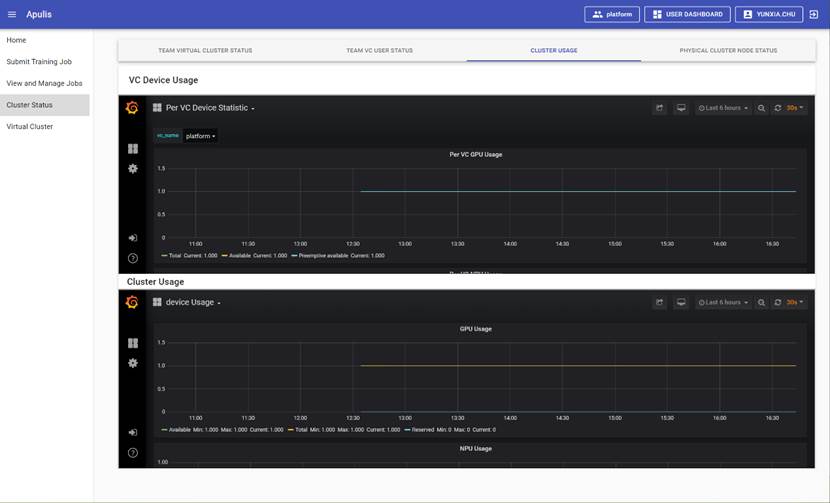 Apulis
platform
USER DASHBOARD
YUNXIA.CHU
Home
Submit Training Job
View and Manage Jobs
Cluster Status
Virtual Cluster
TEAM VIRTUAL CLUSTER STATUS
TEAM VC USER STATUS
CLUSTER USAGE
PHYSICAL CLUSTER NODE STATUS
VC Device Usage
Per VC Device Statistic
Last 6 hours
30s
vc_name
platform
Per VC GPU Usage
1.5
1.0
0.5
0
11:00 11:30 12:00 12:30 13:00 13:30 14:00 14:30 15:00 15:30 16:00 16:30
Total Current: 1.000 Available Current: 1.000 Preemptive available Current: 1.000
Per VC NPU Usage
Cluster Usage
device Usage
Last 6 hours
30s
GPU Usage
1.5
1.0
0.5
0
11:00 11:30 12:00 12:30 13:00 13:30 14:00 14:30 15:00 15:30 16:00 16:30
Available Min: 1.000 Max: 1.000 Current: 1.000 Total Min: 1.000 Max: 1.000 Current: 1.000 Reserved Min: 0 Max: 0 Current: 0
NPU Usage
1.00